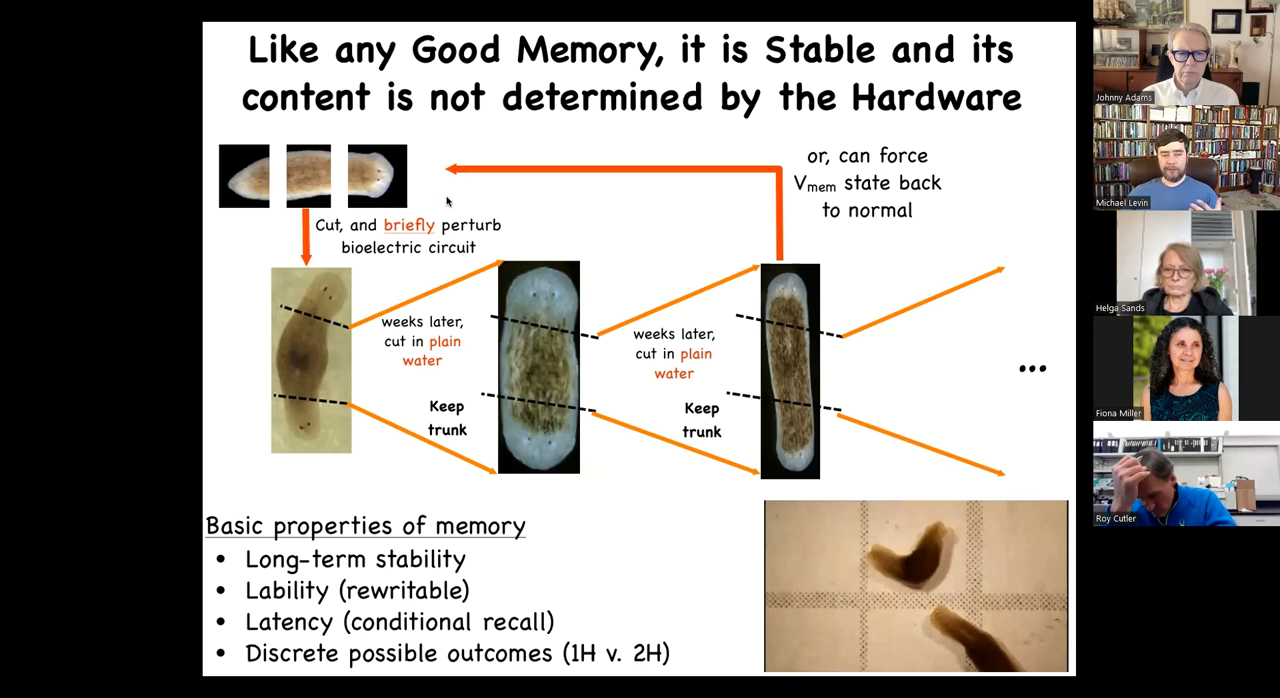 Like any Good Memory, it is Stable and its
content is not determined by the Hardware
or, can force
Vmem state back
to normal
Cut, and briefly perturb
bioelectric circuit
weeks later,
cut in plain
water
Keep
trunk
weeks later,
cut in plain
water
Keep
trunk
...
Basic properties of memory
• Long-term stability
• Lability (rewritable)
• Latency (conditional recall)
• Discrete possible outcomes (1H v. 2H)
Johnny Adams
Michael Levin
Helga Sands
Fiona Miller
Roy Cutler